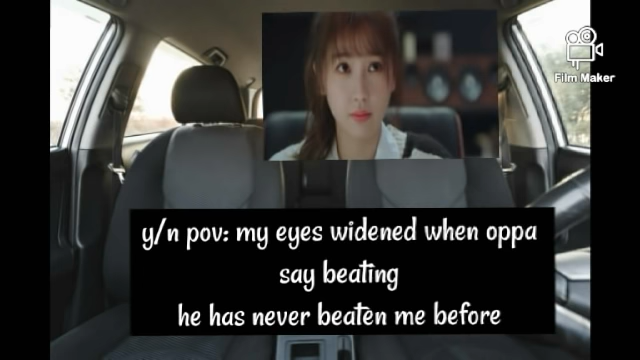 Film Maker
y/n pov: my eyes widened when oppa
say beating
he has never beaten me before